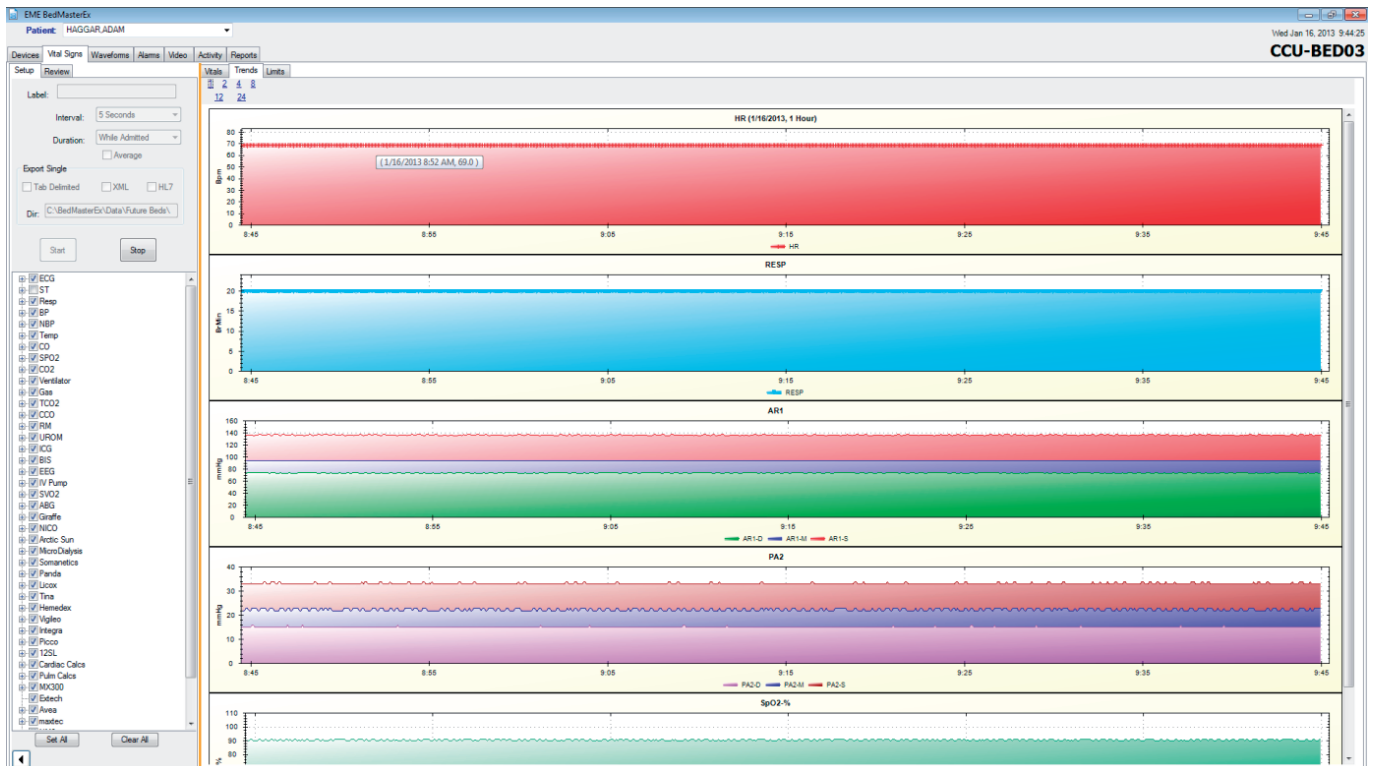 EME BedMasterEx
Patient: HAGGAR,ADAM
Wed Jan 16, 2013 9:44:25
CCU-BED03
Devices Vital Signs Waveforms Alarms Video Activity Reports
Setup Review
Label:
Interval: 5 Seconds
Duration: While Admitted
Average
Export Single
Tab Delimited XML HL7
Dir: C:\BedMasterEx\Data\Future Beds\
Start Stop
ECG
ST
Resp
BP
NBP
Temp
CO
SPO2
CO2
Ventilator
Gas
TCO2
CCO
RM
UROM
ICG
BIS
EEG
IV Pump
SVO2
ABG
Giraffe
NICO
Arctic Sun
MicroDialysis
Somanetics
Panda
Licox
Tina
Hemedex
Vigileo
Integra
Picco
12SL
Cardiac Calcs
Pulm Calcs
MX300
Extech
Avea
maxtec
Set All Clear All
Vitals Trends Limits
1 2 4 8
12 24
HR (1/16/2013, 1 Hour)
80
70
60
50
40
30
20
10
0
Bpm
( 1/16/2013 8:52 AM, 69.0 )
8:45 8:55 9:05 9:15 9:25 9:35 9:45
HR
RESP
20
15
10
5
0
BrMin
8:45 8:55 9:05 9:15 9:25 9:35 9:45
RESP
AR1
160
140
120
100
80
60
40
20
0
mmHg
8:45 8:55 9:05 9:15 9:25 9:35 9:45
AR1-D AR1-M AR1-S
PA2
40
30
20
10
0
mmHg
8:45 8:55 9:05 9:15 9:25 9:35 9:45
PA2-D PA2-M PA2-S
SpO2-%
110
100
90
80
%